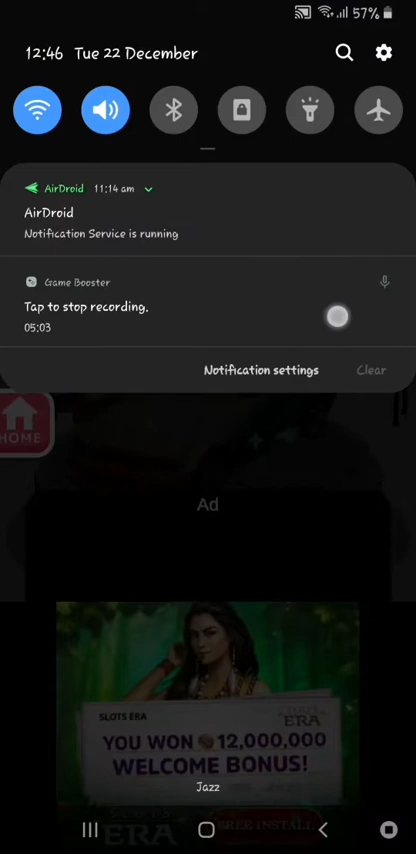 57%
12:46 Tue 22 December
AirDroid 11:14 am
AirDroid
Notification Service is running
Game Booster
Tap to stop recording.
05:03
Notification settings Clear
HOME
Ad
SLOTS ERA
ERA
YOU WON 12,000,000
WELCOME BONUS!
Jazz
ERA
FREE INSTALL